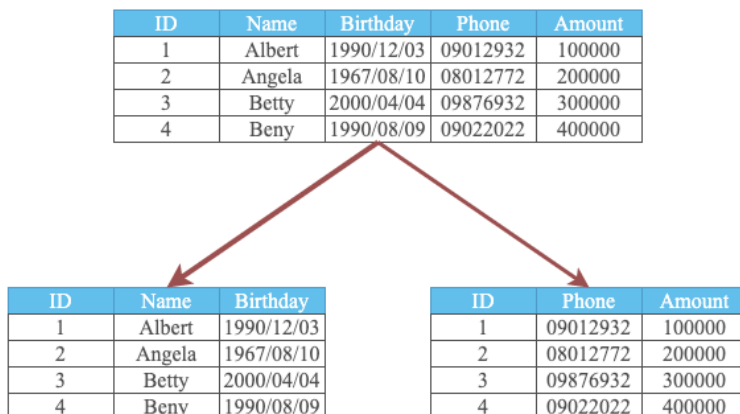 ID Name Birthday Phone Amount
1 Albert 1990/12/03 09012932 100000
2 Angela 1967/08/10 08012772 200000
3 Betty 2000/04/04 09876932 300000
4 Beny 1990/08/09 09022022 400000
ID Name Birthday
1 Albert 1990/12/03
2 Angela 1967/08/10
3 Betty 2000/04/04
4 Beny 1990/08/09
ID Phone Amount
1 09012932 100000
2 08012772 200000
3 09876932 300000
4 09022022 400000